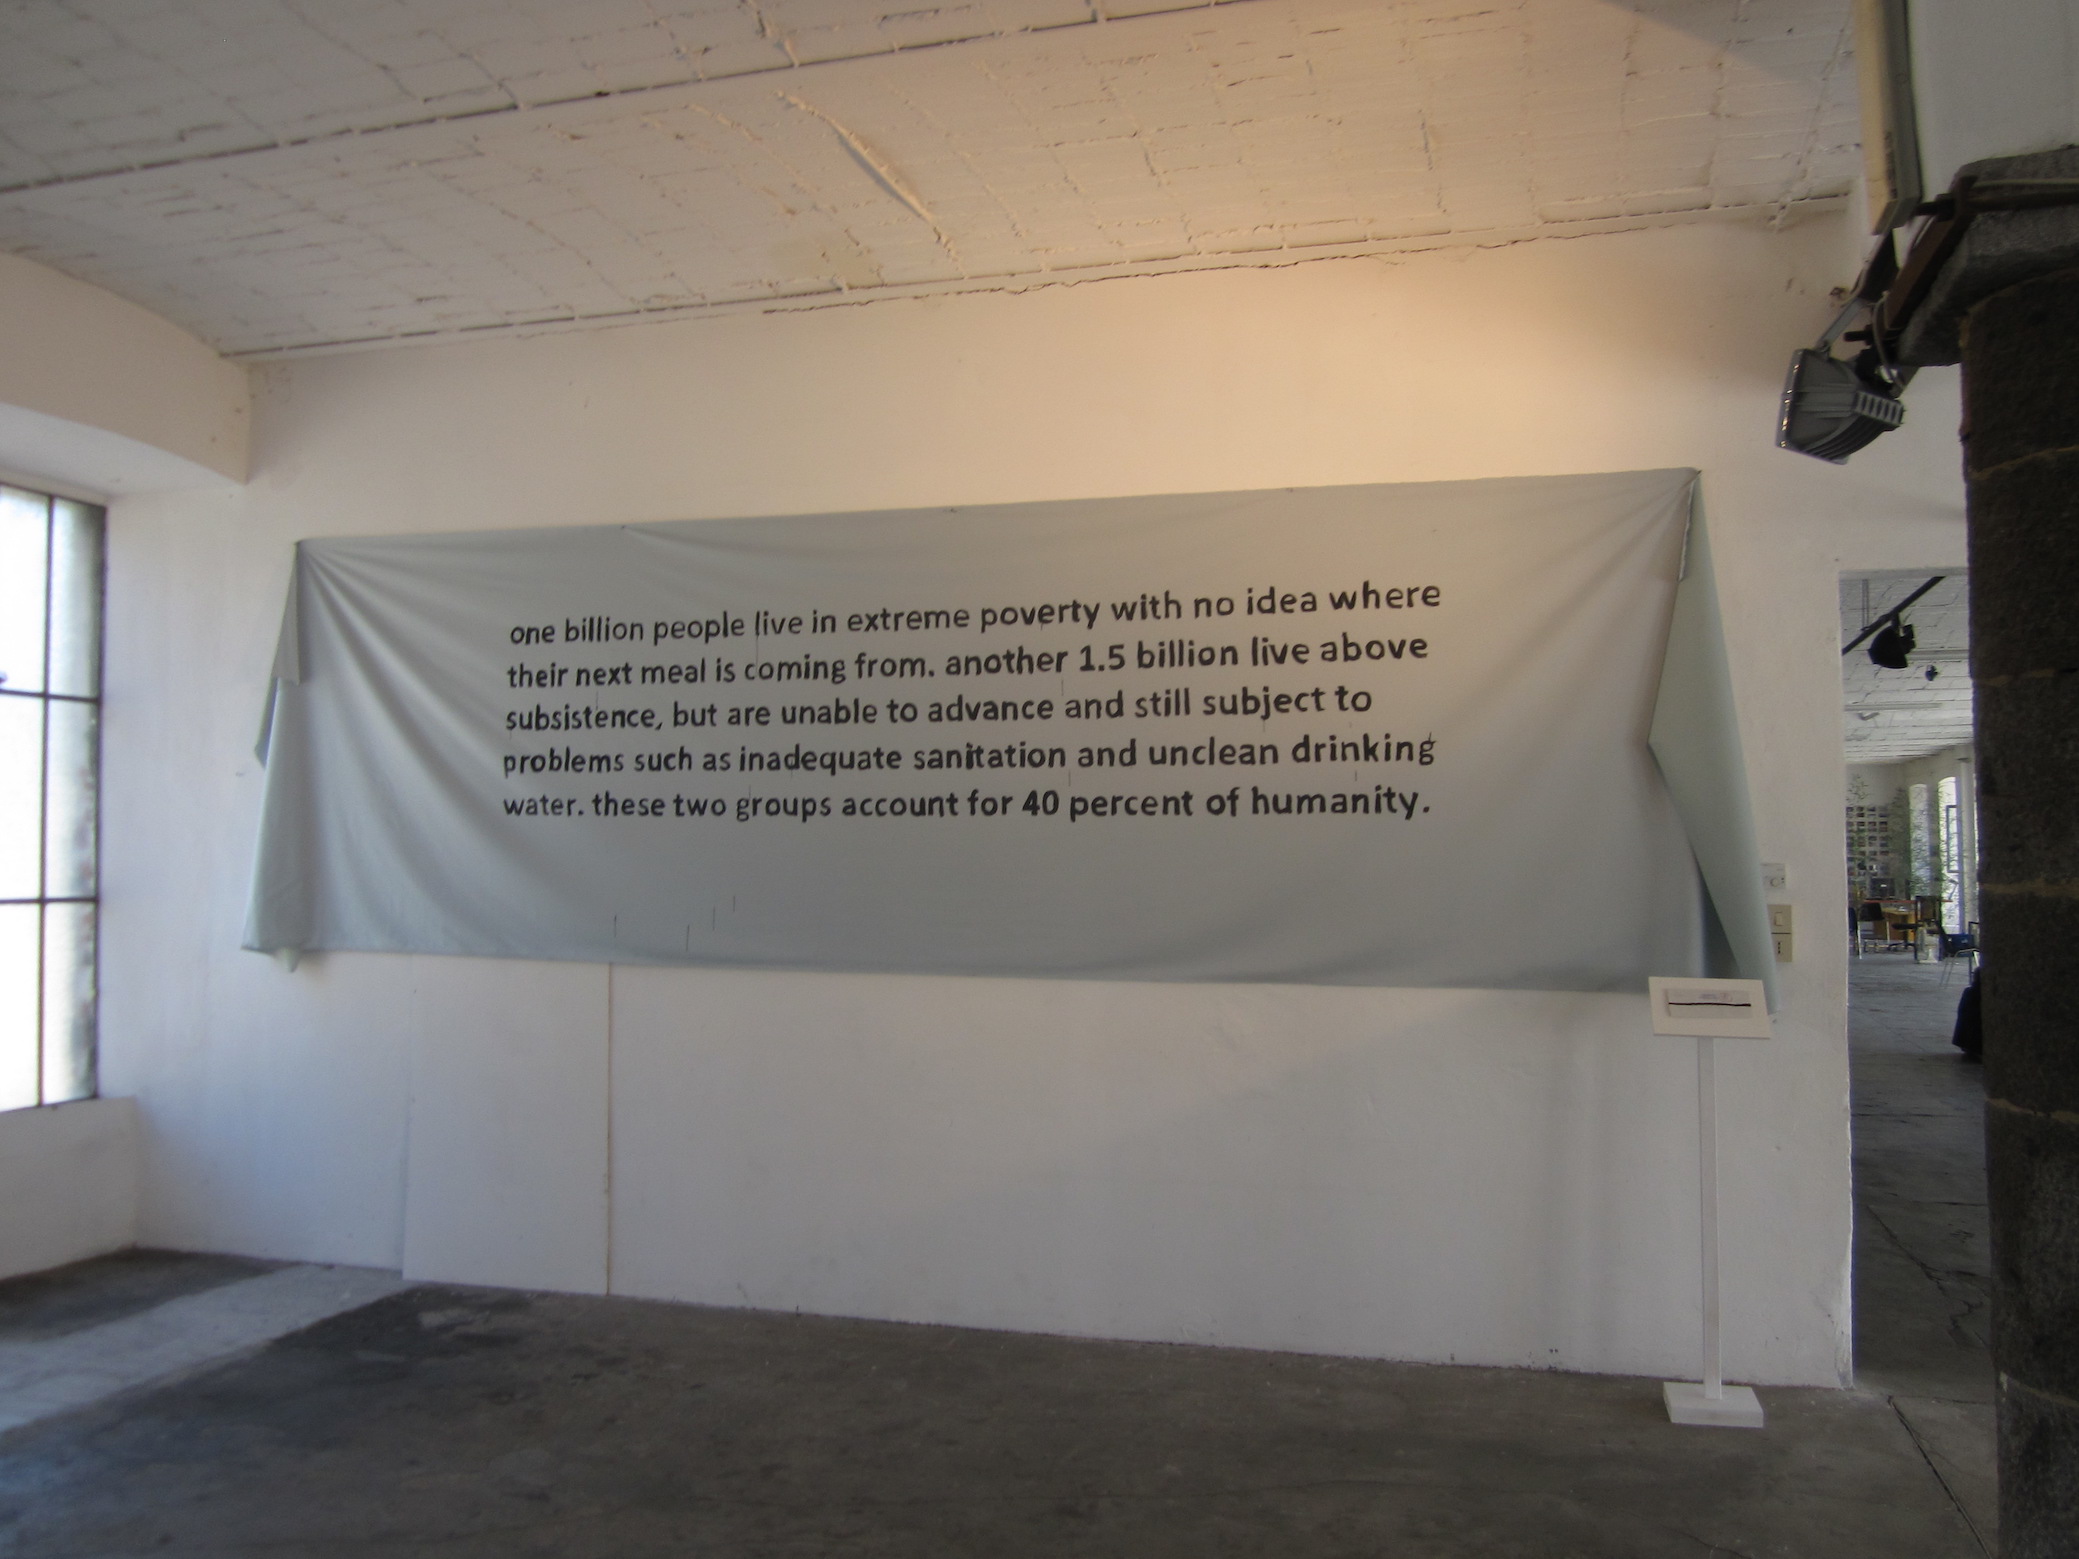 one billion people live in extreme poverty with no idea where
their next meal is coming from. another 1.5 billion live above
subsistence, but are unable to advance and still subject to
problems such as inadequate sanitation and unclean drinking
water. these two groups account for 40 percent of humanity.